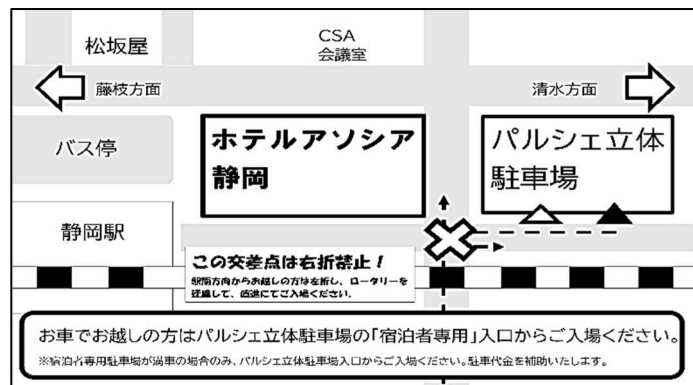 松坂屋
CSA
会議室
藤枝方面
清水方面
バス停
ホテルアソシア
静岡
パルシェ立体
駐車場
静岡駅
この交差点は右折禁止!
駅南方向からお越しの方は左折し、ロータリーを
迂回して、直進にてご入場ください。
お車でお越しの方はパルシェ立体駐車場の「宿泊者専用」入口からご入場ください。
※宿泊者専用駐車場が満車の場合のみ、パルシェ立体駐車場入口からご入場ください。駐車代金を補助いたします。